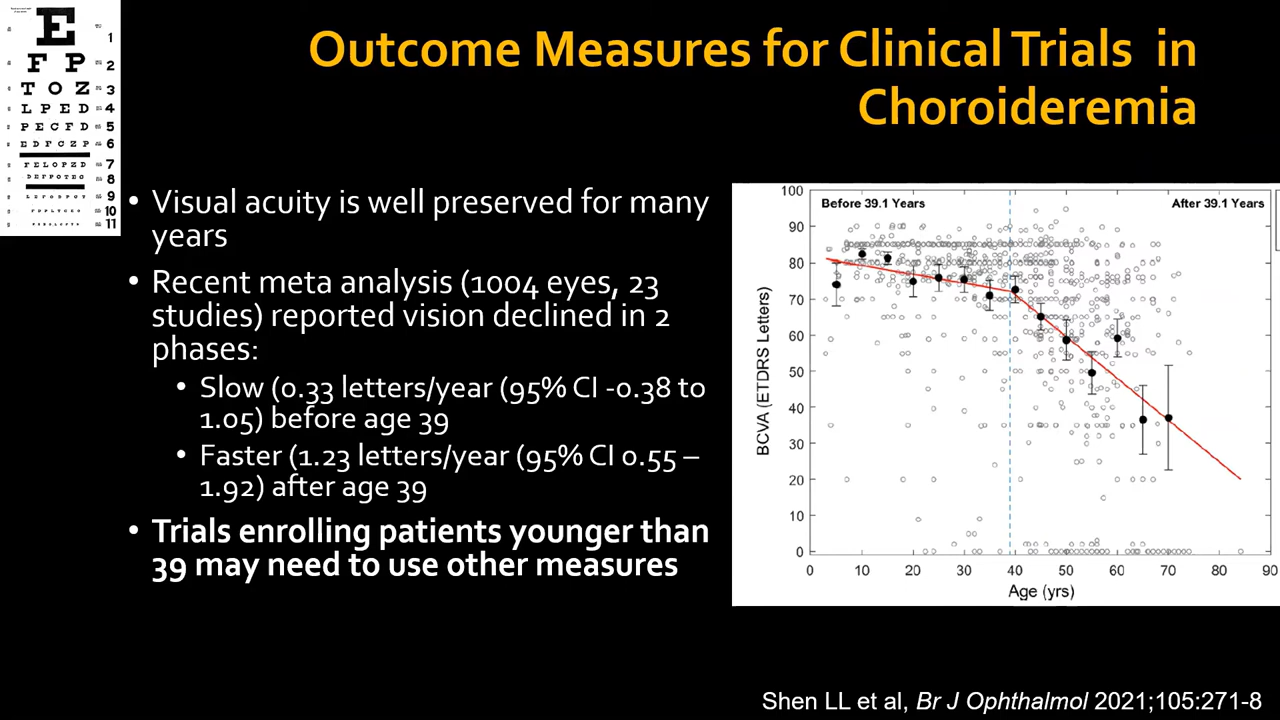 Outcome Measures for Clinical Trials in
Choroideremia
E 1
F P 2
T O Z 3
L P E D 4
P E C F D 5
E D F C Z P 6
F E L O P Z D 7
D E F P O T E C 8
9
10
11
• Visual acuity is well preserved for many
years
• Recent meta analysis (1004 eyes, 23
studies) reported vision declined in 2
phases:
• Slow (0.33 letters/year (95% CI -0.38 to
1.05) before age 39
• Faster (1.23 letters/year (95% CI 0.55 –
1.92) after age 39
• Trials enrolling patients younger than
39 may need to use other measures
Before 39.1 Years
After 39.1 Years
BCVA (ETDRS Letters)
100
90
80
70
60
50
40
30
20
10
0
0 10 20 30 40 50 60 70 80 90
Age (yrs)
Shen LL et al, Br J Ophthalmol 2021;105:271-8